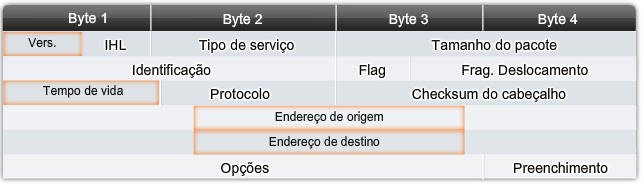 Byte 1 Byte 2 Byte 3 Byte 4
Vers. IHL Tipo de serviço Tamanho do pacote
Identificação Flag Frag. Deslocamento
Tempo de vida Protocolo Checksum do cabeçalho
Endereço de origem
Endereço de destino
Opções Preenchimento